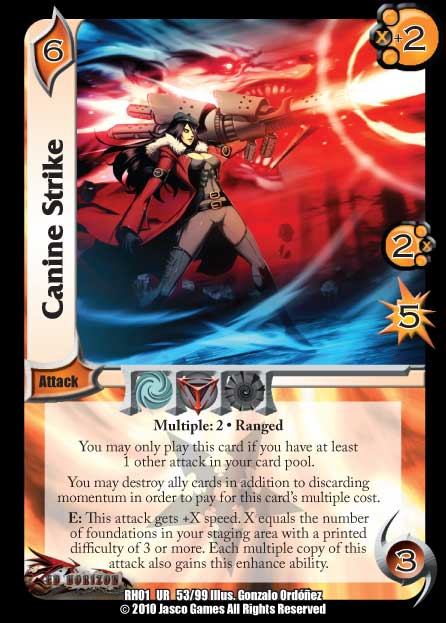 6
X+2
Canine Strike
2 X
5
Attack
Multiple: 2 • Ranged
You may only play this card if you have at least
1 other attack in your card pool.
You may destroy ally cards in addition to discarding
momentum in order to pay for this card's multiple cost.
E: This attack gets +X speed. X equals the number
of foundations in your staging area with a printed
difficulty of 3 or more. Each multiple copy of this
attack also gains this enhance ability.
3
RED HORIZON
RH01 UR 53/99 Illus. Gonzalo Ordóñez
© 2010 Jasco Games All Rights Reserved